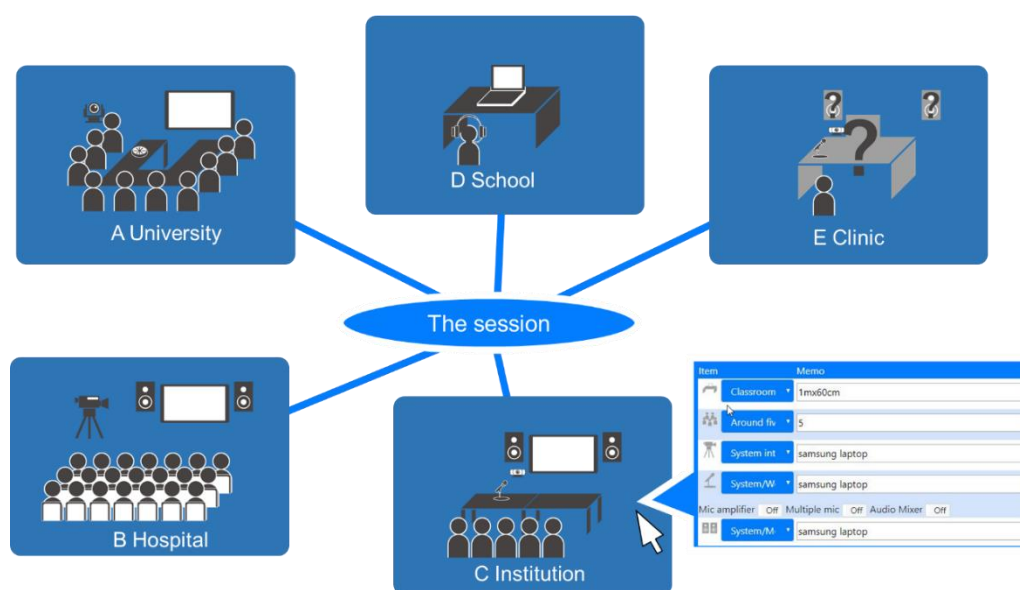 D School
A University
E Clinic
The session
B Hospital
C Institution
Item Memo
Classroom 1mx60cm
Around fiv 5
System int samsung laptop
System/W samsung laptop
Mic amplifier Off Multiple mic Off Audio Mixer Off
System/M samsung laptop